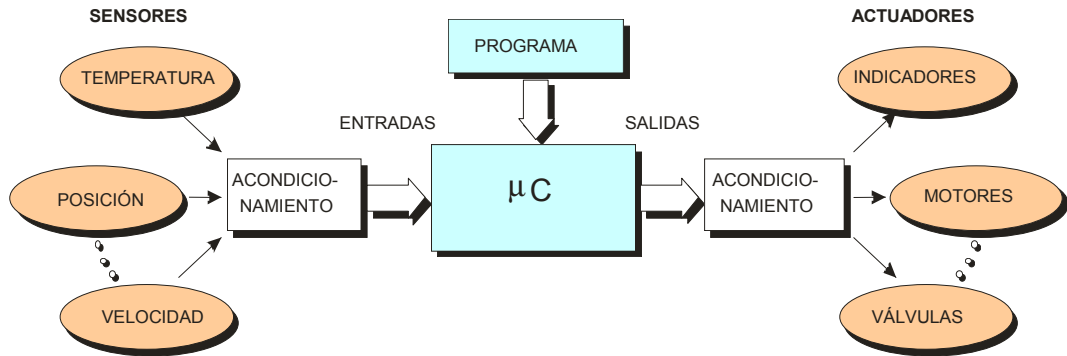 SENSORES
ACTUADORES
PROGRAMA
TEMPERATURA
INDICADORES
ENTRADAS
SALIDAS
ACONDICIO-
NAMIENTO
μC
ACONDICIO-
NAMIENTO
POSICIÓN
MOTORES
VELOCIDAD
VÁLVULAS